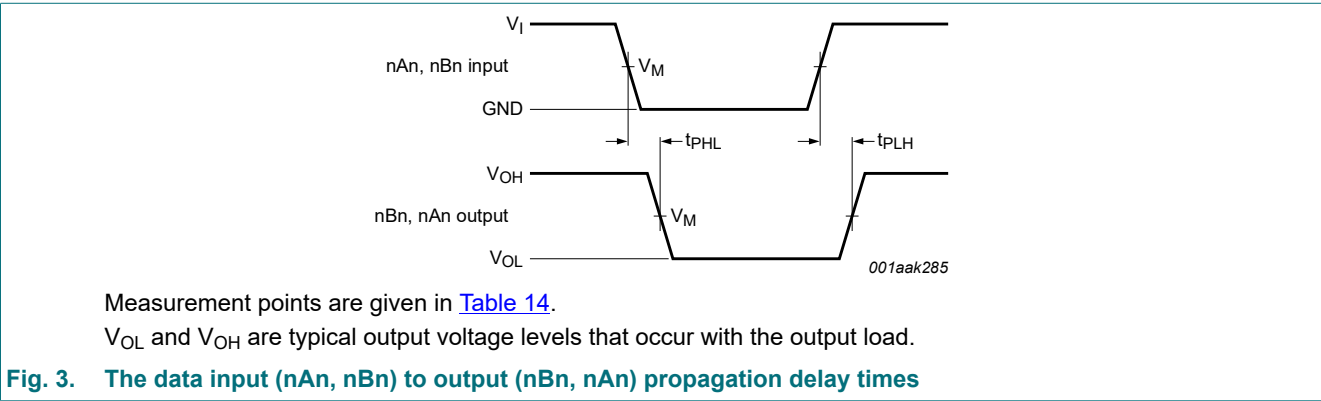 VI
nAn, nBn input
VM
GND
tPHL
tPLH
VOH
nBn, nAn output
VM
VOL
001aak285
Measurement points are given in Table 14.
VOL and VOH are typical output voltage levels that occur with the output load.
Fig. 3. The data input (nAn, nBn) to output (nBn, nAn) propagation delay times